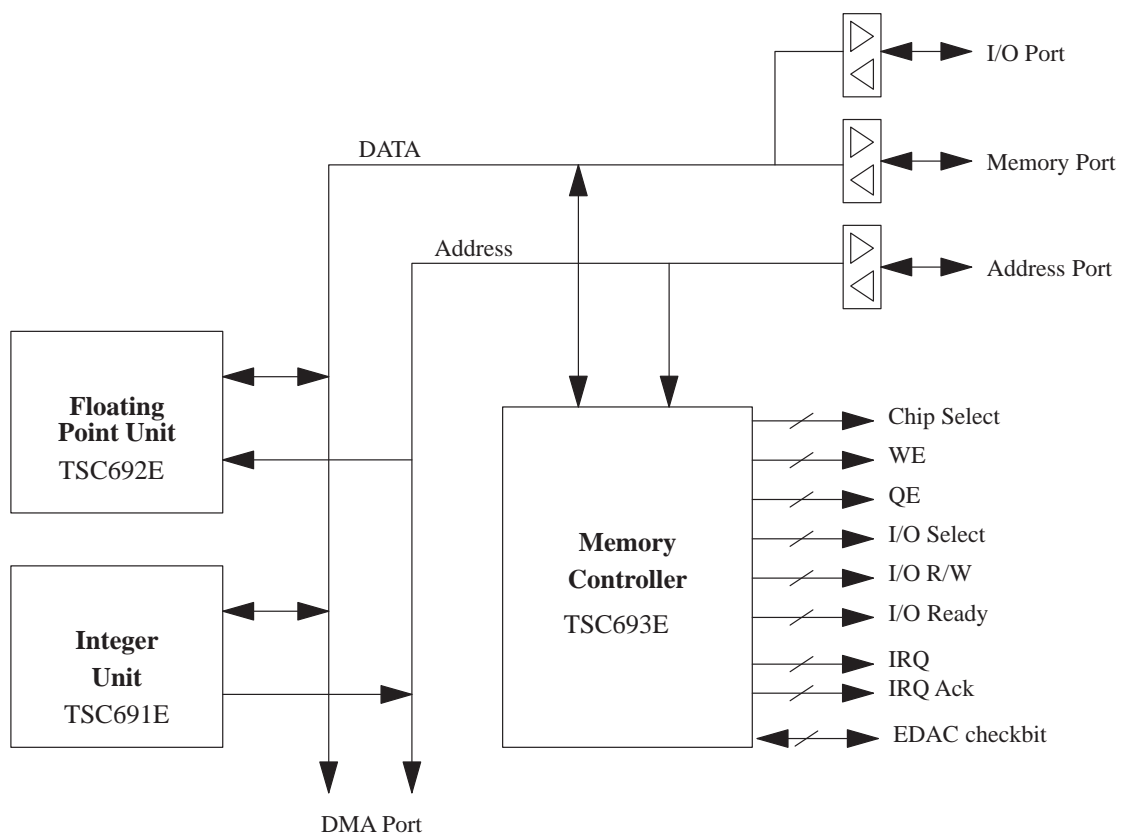 I/O Port
DATA
Memory Port
Address
Address Port
Floating
Point Unit
TSC692E
Integer
Unit
TSC691E
Memory
Controller
TSC693E
Chip Select
WE
QE
I/O Select
I/O R/W
I/O Ready
IRQ
IRQ Ack
EDAC checkbit
DMA Port